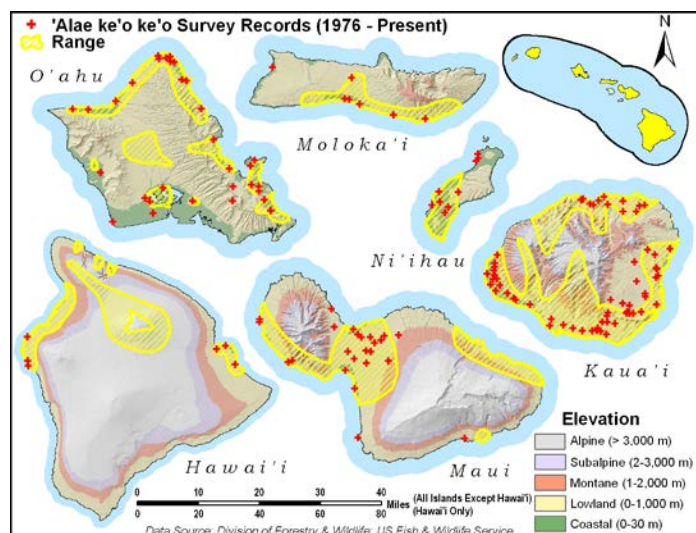 'Alae ke'o ke'o Survey Records (1976 - Present)
Range
N
O'ahu
Moloka'i
Ni'ihau
Kaua'i
Hawai'i
Maui
Elevation
Alpine (> 3,000 m)
Subalpine (2-3,000 m)
Montane (1-2,000 m)
Lowland (0-1,000 m)
Coastal (0-30 m)
0 10 20 30 40 Miles (All Islands Except Hawai'i)
0 20 40 60 80 (Hawai'i Only)
Data Source: Division of Forestry & Wildlife; US Fish & Wildlife Service